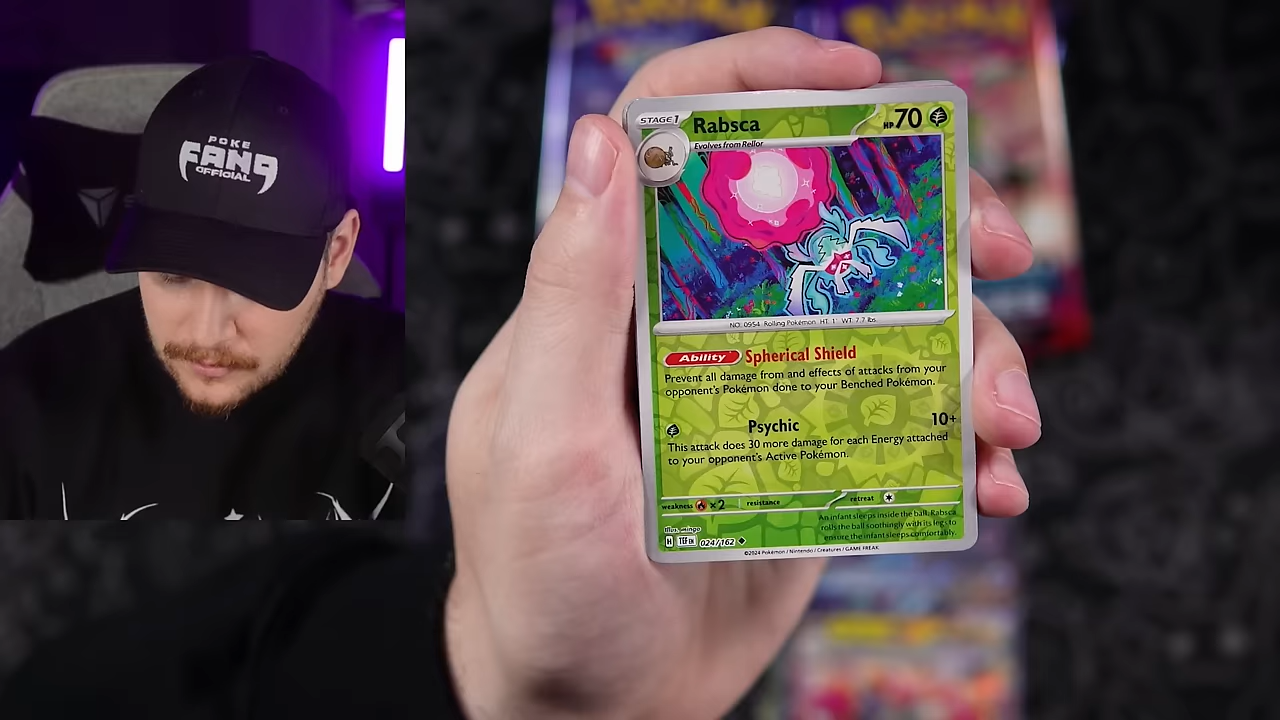 POKE
FANG
OFFICIAL
STAGE 1
Rabsca
HP 70
Evolves from Rellor
NO. 0954 Rolling Pokémon HT: 1' WT: 7.7 lbs.
Ability Spherical Shield
Prevent all damage from and effects of attacks from your
opponent's Pokémon done to your Benched Pokémon.
Psychic 10+
This attack does 30 more damage for each Energy attached
to your opponent's Active Pokémon.
weakness ×2 resistance retreat
Illus. mingo
An infant sleeps inside the ball. Rabsca
rolls the ball soothingly with its legs to
ensure the infant sleeps comfortably.
H TEF EN 024/162
©2024 Pokémon / Nintendo / Creatures / GAME FREAK